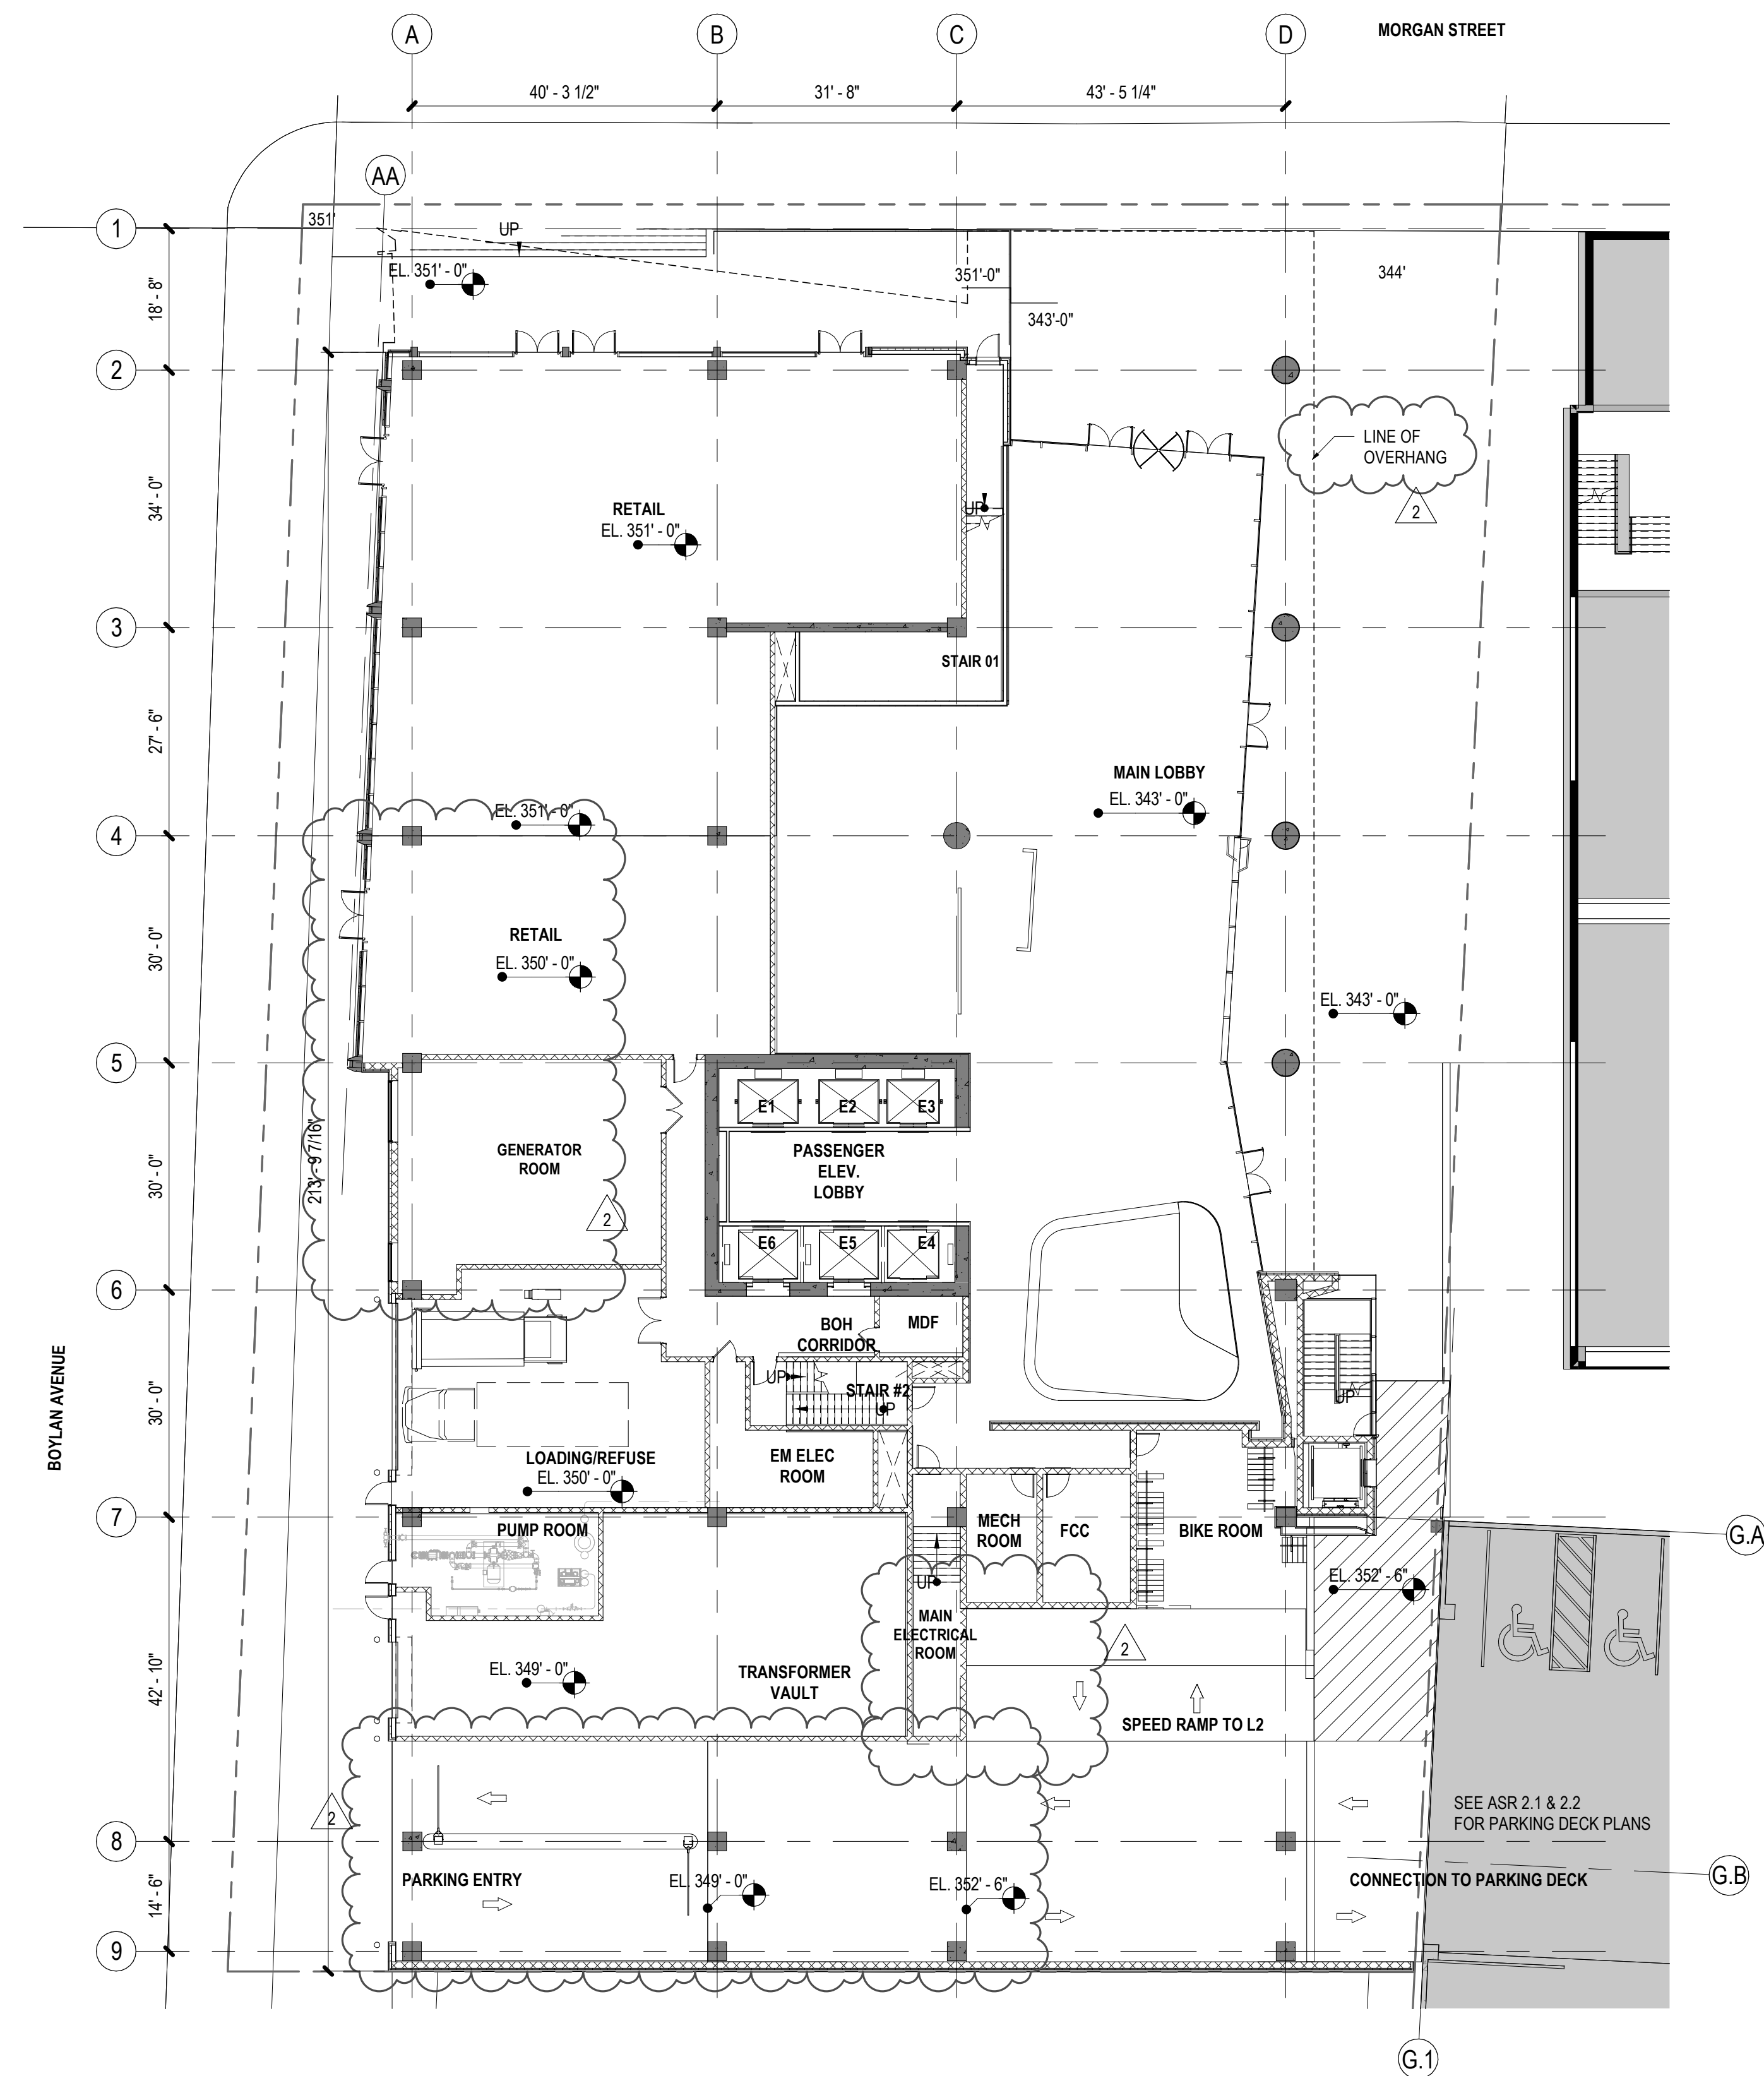 MORGAN STREET
A
B
C
D
40' - 3 1/2"
31' - 8"
43' - 5 1/4"
AA
1
351'
UP
EL. 351' - 0"
351'-0"
344'
18' - 8"
343'-0"
2
LINE OF
OVERHANG
2
34' - 0"
RETAIL
EL. 351' - 0"
UP
3
STAIR 01
27' - 6"
MAIN LOBBY
EL. 343' - 0"
EL. 351' - 0"
4
30' - 0"
RETAIL
EL. 350' - 0"
EL. 343' - 0"
5
E1
E2
E3
213' - 9 7/16"
30' - 0"
GENERATOR
ROOM
PASSENGER
ELEV.
LOBBY
2
E6
E5
E4
6
BOH
CORRIDOR
MDF
BOYLAN AVENUE
30' - 0"
UP
STAIR #2
UP
UP
LOADING/REFUSE
EL. 350' - 0"
EM ELEC
ROOM
7
PUMP ROOM
MECH
ROOM
FCC
BIKE ROOM
G.A
UP
EL. 352' - 6"
MAIN
ELECTRICAL
ROOM
2
42' - 10"
EL. 349' - 0"
TRANSFORMER
VAULT
SPEED RAMP TO L2
2
SEE ASR 2.1 & 2.2
FOR PARKING DECK PLANS
8
14' - 6"
PARKING ENTRY
EL. 349' - 0"
EL. 352' - 6"
CONNECTION TO PARKING DECK
G.B
9
G.1